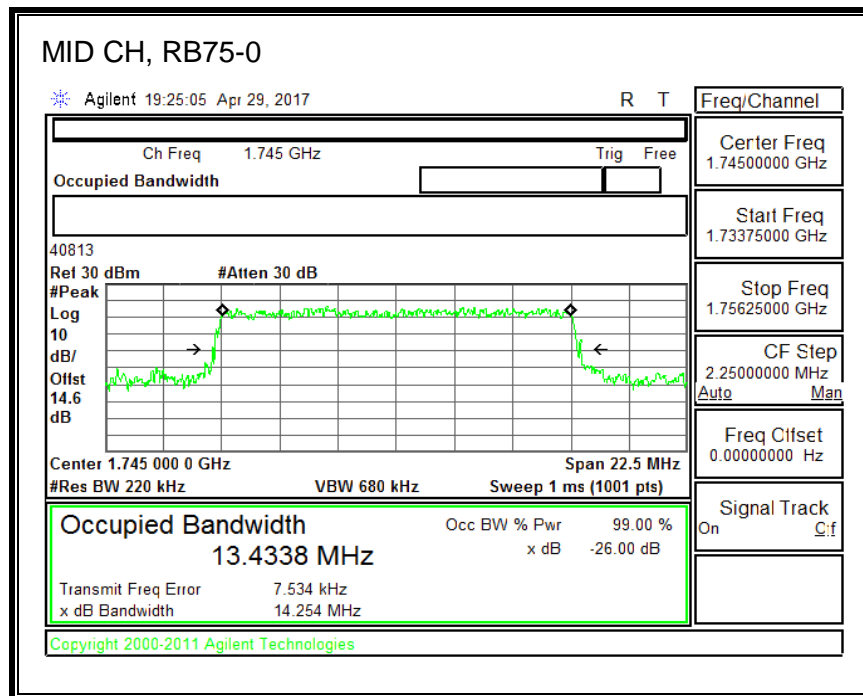 MID CH, RB75-0
Agilent 19:25:05 Apr 29, 2017 R T
Ch Freq 1.745 GHz Trig Free
Occupied Bandwidth
40813
Ref 30 dBm #Atten 30 dB
#Peak
Log
10
dB/
Offst
14.6
dB
Center 1.745 000 0 GHz Span 22.5 MHz
#Res BW 220 kHz VBW 680 kHz Sweep 1 ms (1001 pts)
Occupied Bandwidth
13.4338 MHz
Occ BW % Pwr 99.00 %
x dB -26.00 dB
Transmit Freq Error 7.534 kHz
x dB Bandwidth 14.254 MHz
Copyright 2000-2011 Agilent Technologies
Freq/Channel
Center Freq
1.74500000 GHz
Start Freq
1.73375000 GHz
Stop Freq
1.75625000 GHz
CF Step
2.25000000 MHz
Auto Man
Freq Offset
0.00000000 Hz
Signal Track
On Off